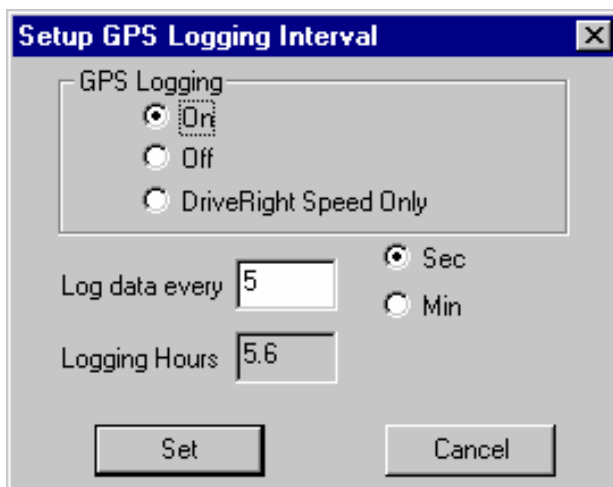 Setup GPS Logging Interval
GPS Logging
On
Off
DriveRight Speed Only
Log data every 5
Sec
Min
Logging Hours 5.6
Set
Cancel